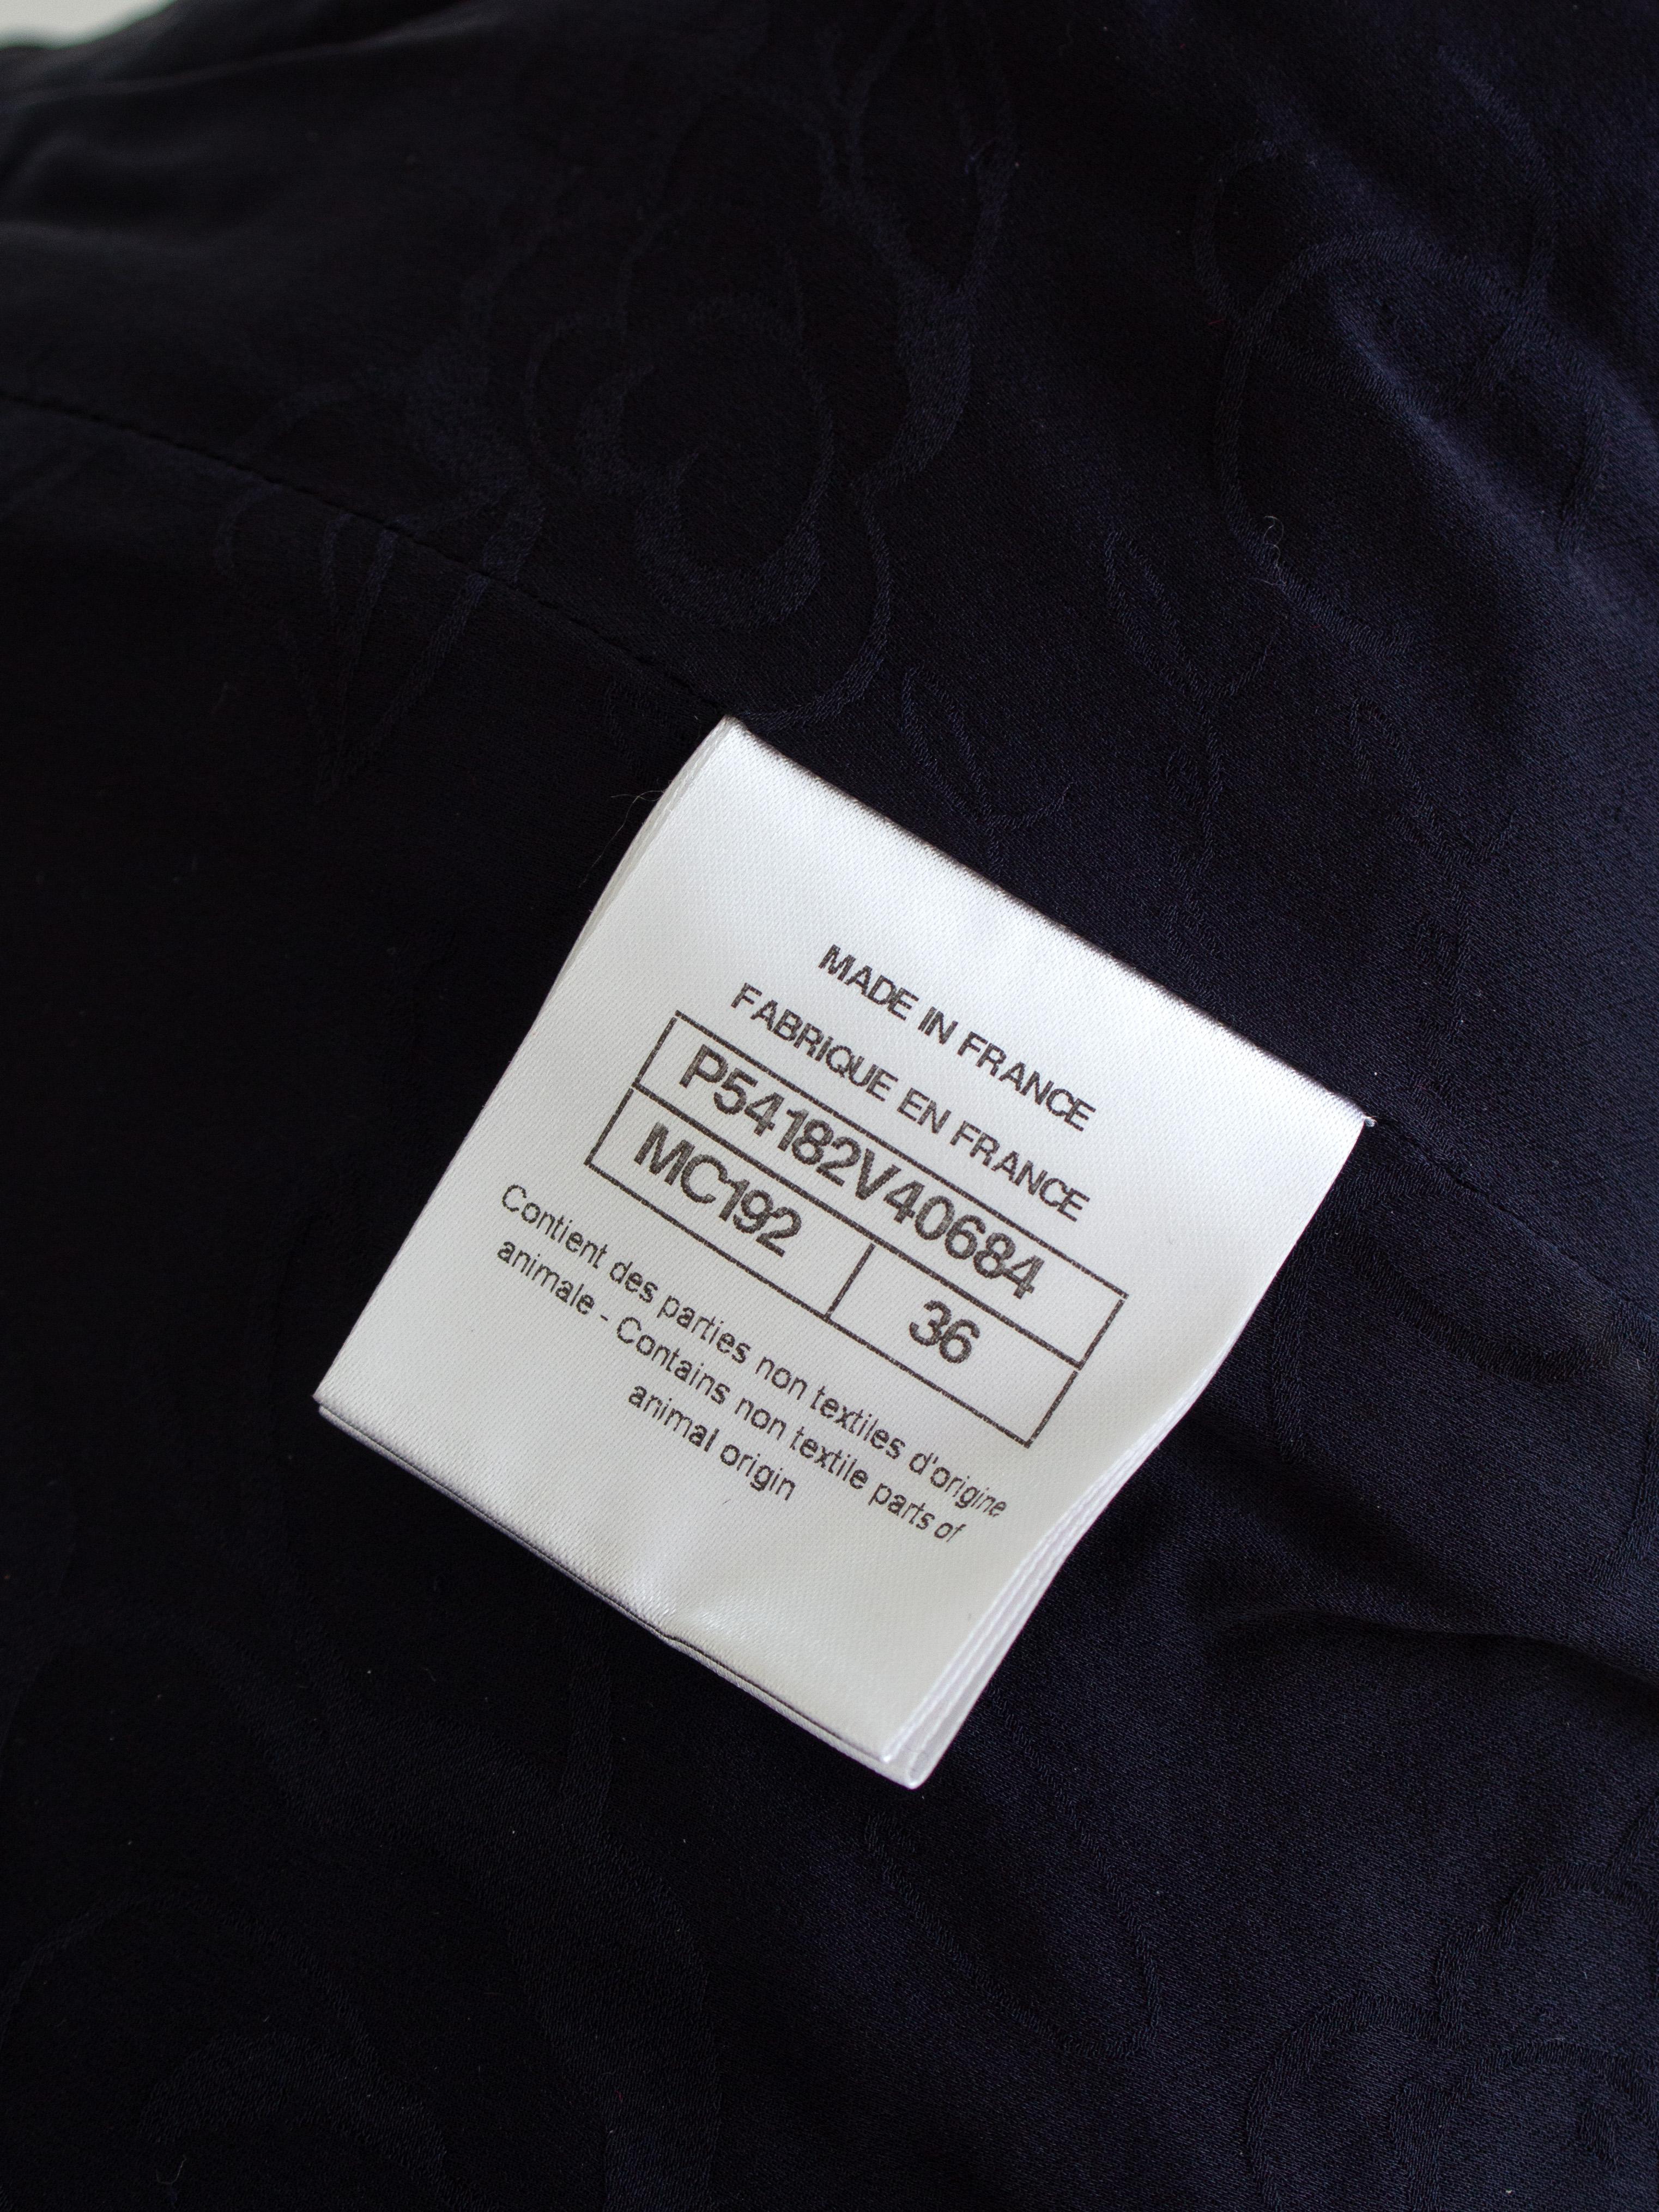 MADE IN FRANCE
FABRIQUE EN FRANCE
P54182V40684
MC192 36
Contient des parties non textiles d'origine
animale - Contains non textile parts of
animal origin